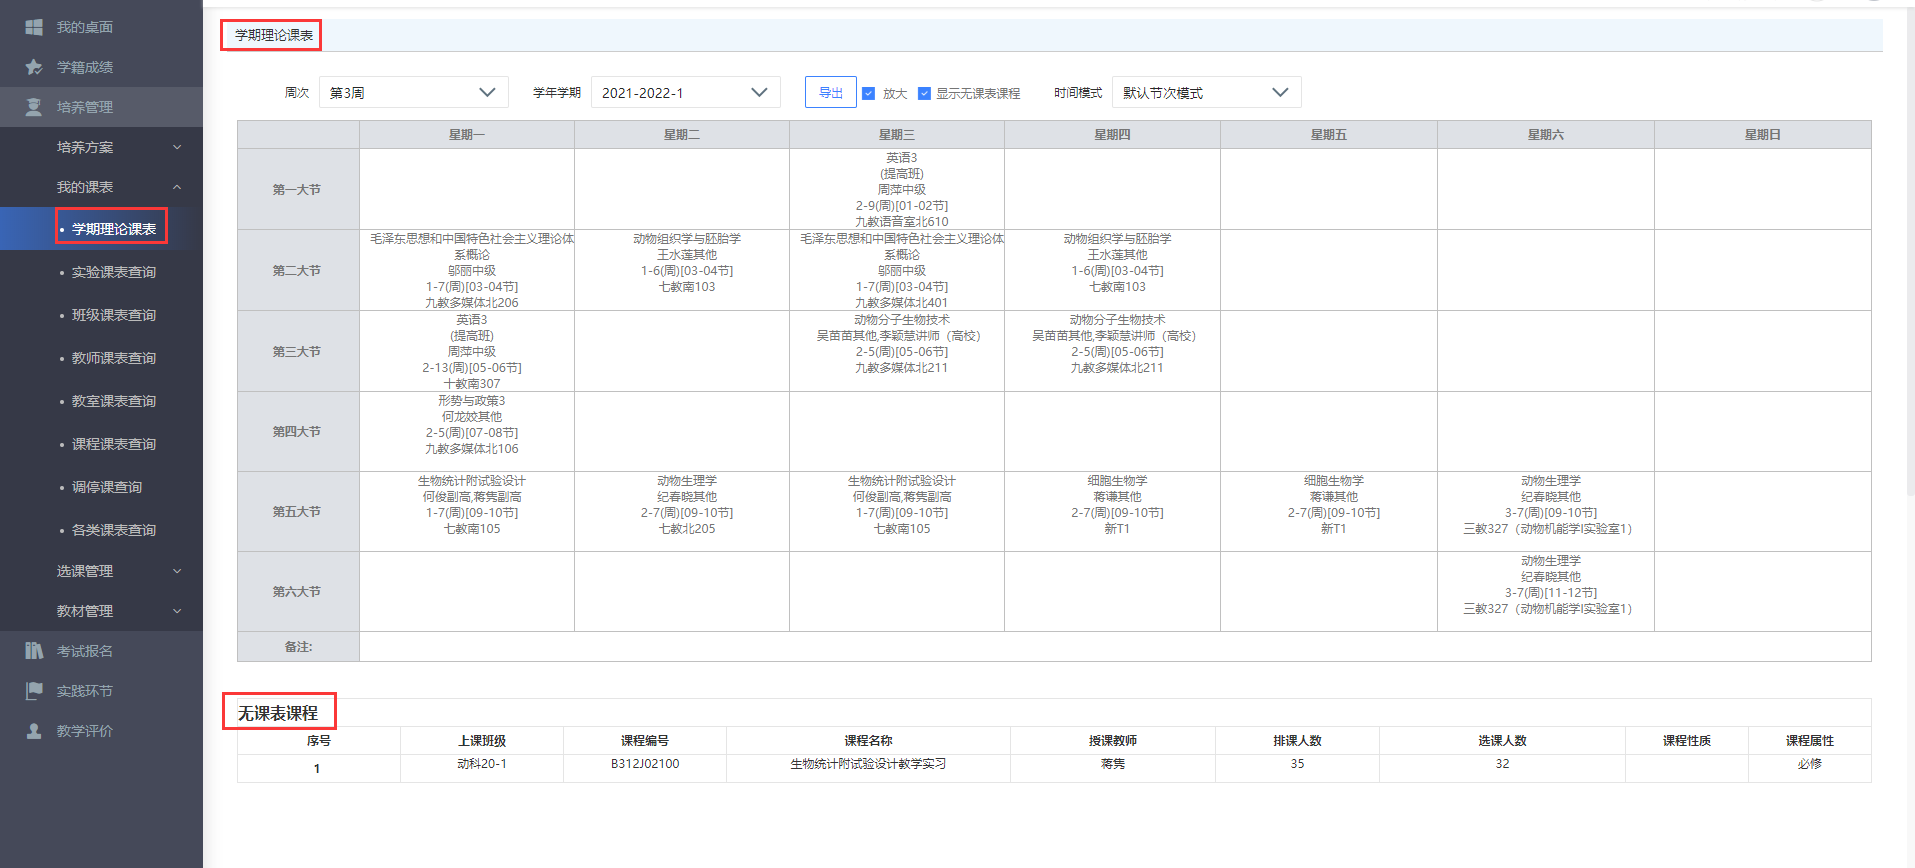 我的桌面
学籍成绩
培养管理
培养方案
我的课表
• 学期理论课表
• 实验课表查询
• 班级课表查询
• 教师课表查询
• 教室课表查询
• 课程课表查询
• 调停课查询
• 各类课表查询
选课管理
教材管理
考试报名
实践环节
教学评价
学期理论课表
周次 第3周 学年学期 2021-2022-1 导出 放大 显示无课表课程 时间模式 默认节次模式
星期一 星期二 星期三 星期四 星期五 星期六 星期日
第一大节
英语3
(提高班)
周萍中级
2-9(周)[01-02节]
九教语音室北610
第二大节
毛泽东思想和中国特色社会主义理论体
系概论
邬丽中级
1-7(周)[03-04节]
九教多媒体北206
动物组织学与胚胎学
王水莲其他
1-6(周)[03-04节]
七教南103
毛泽东思想和中国特色社会主义理论体
系概论
邬丽中级
1-7(周)[03-04节]
九教多媒体北401
动物组织学与胚胎学
王水莲其他
1-6(周)[03-04节]
七教南103
第三大节
英语3
(提高班)
周萍中级
2-13(周)[05-06节]
十教南307
动物分子生物技术
吴苗苗其他,李颖慧讲师（高校）
2-5(周)[05-06节]
九教多媒体北211
动物分子生物技术
吴苗苗其他,李颖慧讲师（高校）
2-5(周)[05-06节]
九教多媒体北211
第四大节
形势与政策3
何龙姣其他
2-5(周)[07-08节]
九教多媒体北106
第五大节
生物统计附试验设计
何俊副高,蒋隽副高
1-7(周)[09-10节]
七教南105
动物生理学
纪春晓其他
2-7(周)[09-10节]
七教北205
生物统计附试验设计
何俊副高,蒋隽副高
1-7(周)[09-10节]
七教南105
细胞生物学
蒋谦其他
2-7(周)[09-10节]
新T1
细胞生物学
蒋谦其他
2-7(周)[09-10节]
新T1
动物生理学
纪春晓其他
3-7(周)[09-10节]
三教327（动物机能学I实验室1）
第六大节
动物生理学
纪春晓其他
3-7(周)[11-12节]
三教327（动物机能学I实验室1）
备注:
无课表课程
序号 上课班级 课程编号 课程名称 授课教师 排课人数 选课人数 课程性质 课程属性
1 动科20-1 B312J02100 生物统计附试验设计教学实习 蒋隽 35 32 必修